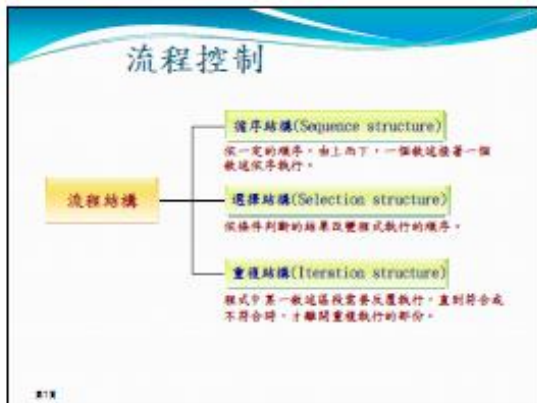 流程控制
循序結構(Sequence structure)
依一定的順序，由上而下，一個敘述接著一個
敘述依序執行。
流程結構
選擇結構(Selection structure)
依條件判斷的結果改變程式執行的順序。
重複結構(Iteration structure)
程式中某一敘述區段需要反覆執行，直到符合或
不符合時，才離開重複執行的部份。
第7頁